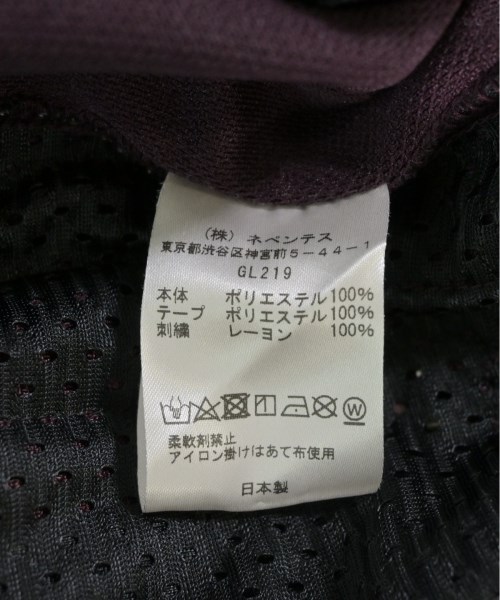 (株) ネペンテス
東京都渋谷区神宮前5-44-1
GL219
本体 ポリエステル100%
テープ ポリエステル100%
刺繍 レーヨン 100%
W
柔軟剤禁止
アイロン掛けはあて布使用
日本製